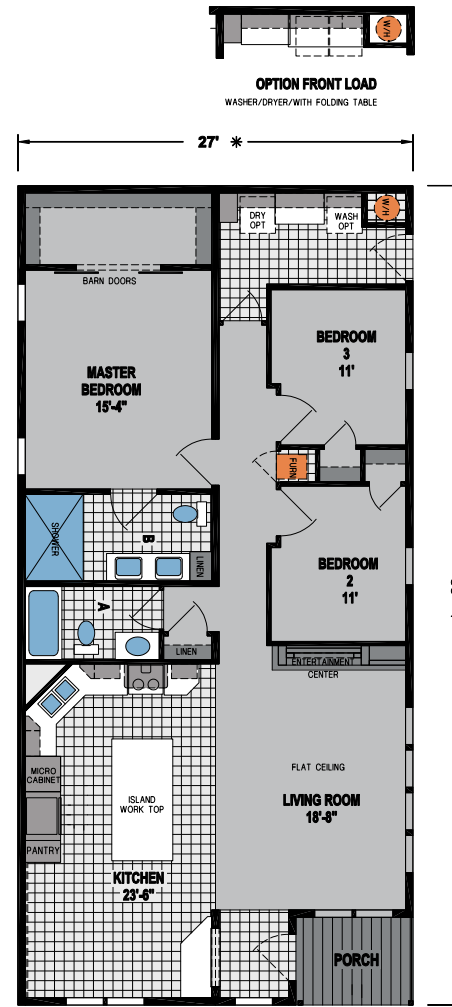 W/H
OPTION FRONT LOAD
WASHER/DRYER/WITH FOLDING TABLE
27' *
DRY
OPT
WASH
OPT
W/H
BARN DOORS
MASTER
BEDROOM
15'-4"
BEDROOM
3
11'
FURN
SHOWER
B
LINEN
BEDROOM
2
11'
A
LINEN
ENTERTAINMENT
CENTER
MICRO
CABINET
PANTRY
ISLAND
WORK TOP
FLAT CEILING
LIVING ROOM
18'-8"
KITCHEN
23'-6"
PORCH